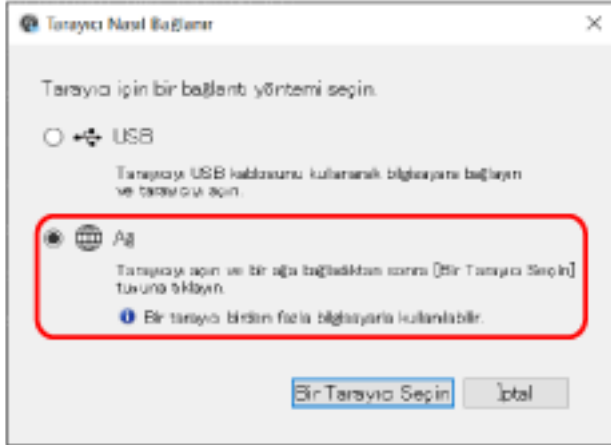 Tarayıcı Nasıl Bağlanır
Tarayıcı için bir bağlantı yöntemi seçin.
USB
Tarayıcıyı USB kablosunu kullanarak bilgisayara bağlayın
ve tarayıcıyı açın.
Ağ
Tarayıcıyı açın ve bir ağa bağladıktan sonra [Bir Tarayıcı Seçin]
tuşuna tıklayın.
Bir tarayıcı birden fazla bilgisayarla kullanılabilir.
Bir Tarayıcı Seçin
İptal